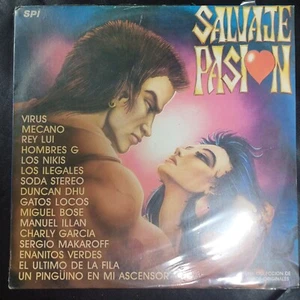 SPI
SALVAJE
PASION
VIRUS
MECANO
REY LUI
HOMBRES G
LOS NIKIS
LOS ILEGALES
SODA STEREO
DUNCAN DHU
GATOS LOCOS
MIGUEL BOSE
MANUEL ILLAN
CHARLY GARCIA
SERGIO MAKAROFF
ENANITOS VERDES
EL ULTIMO DE LA FILA
UN PINGÜINO EN MI ASCENSOR